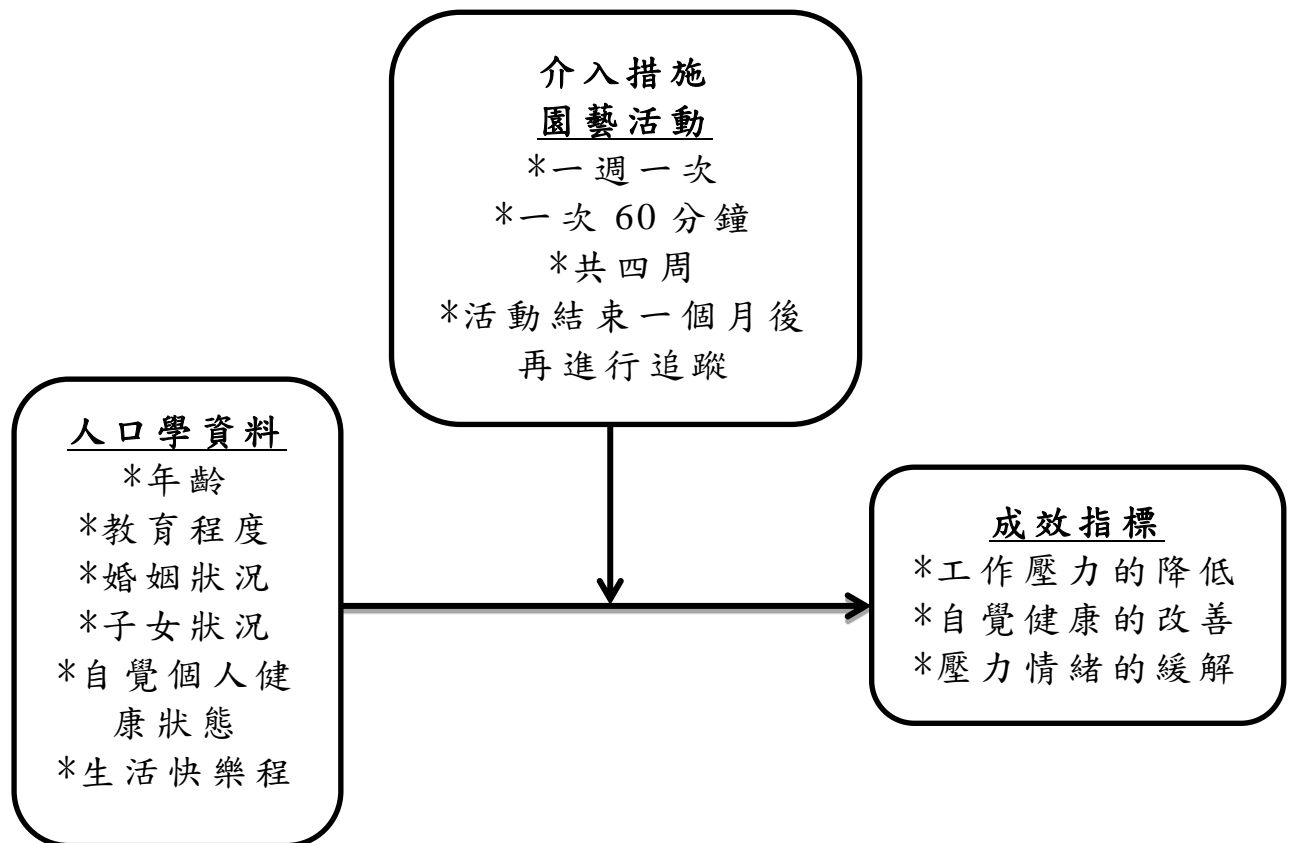 介入措施
園藝活動
*一週一次
*一次 60 分鐘
*共四周
*活動結束一個月後
再進行追蹤
人口學資料
*年齡
*教育程度
*婚姻狀況
*子女狀況
*自覺個人健
康狀態
*生活快樂程
成效指標
*工作壓力的降低
*自覺健康的改善
*壓力情緒的緩解